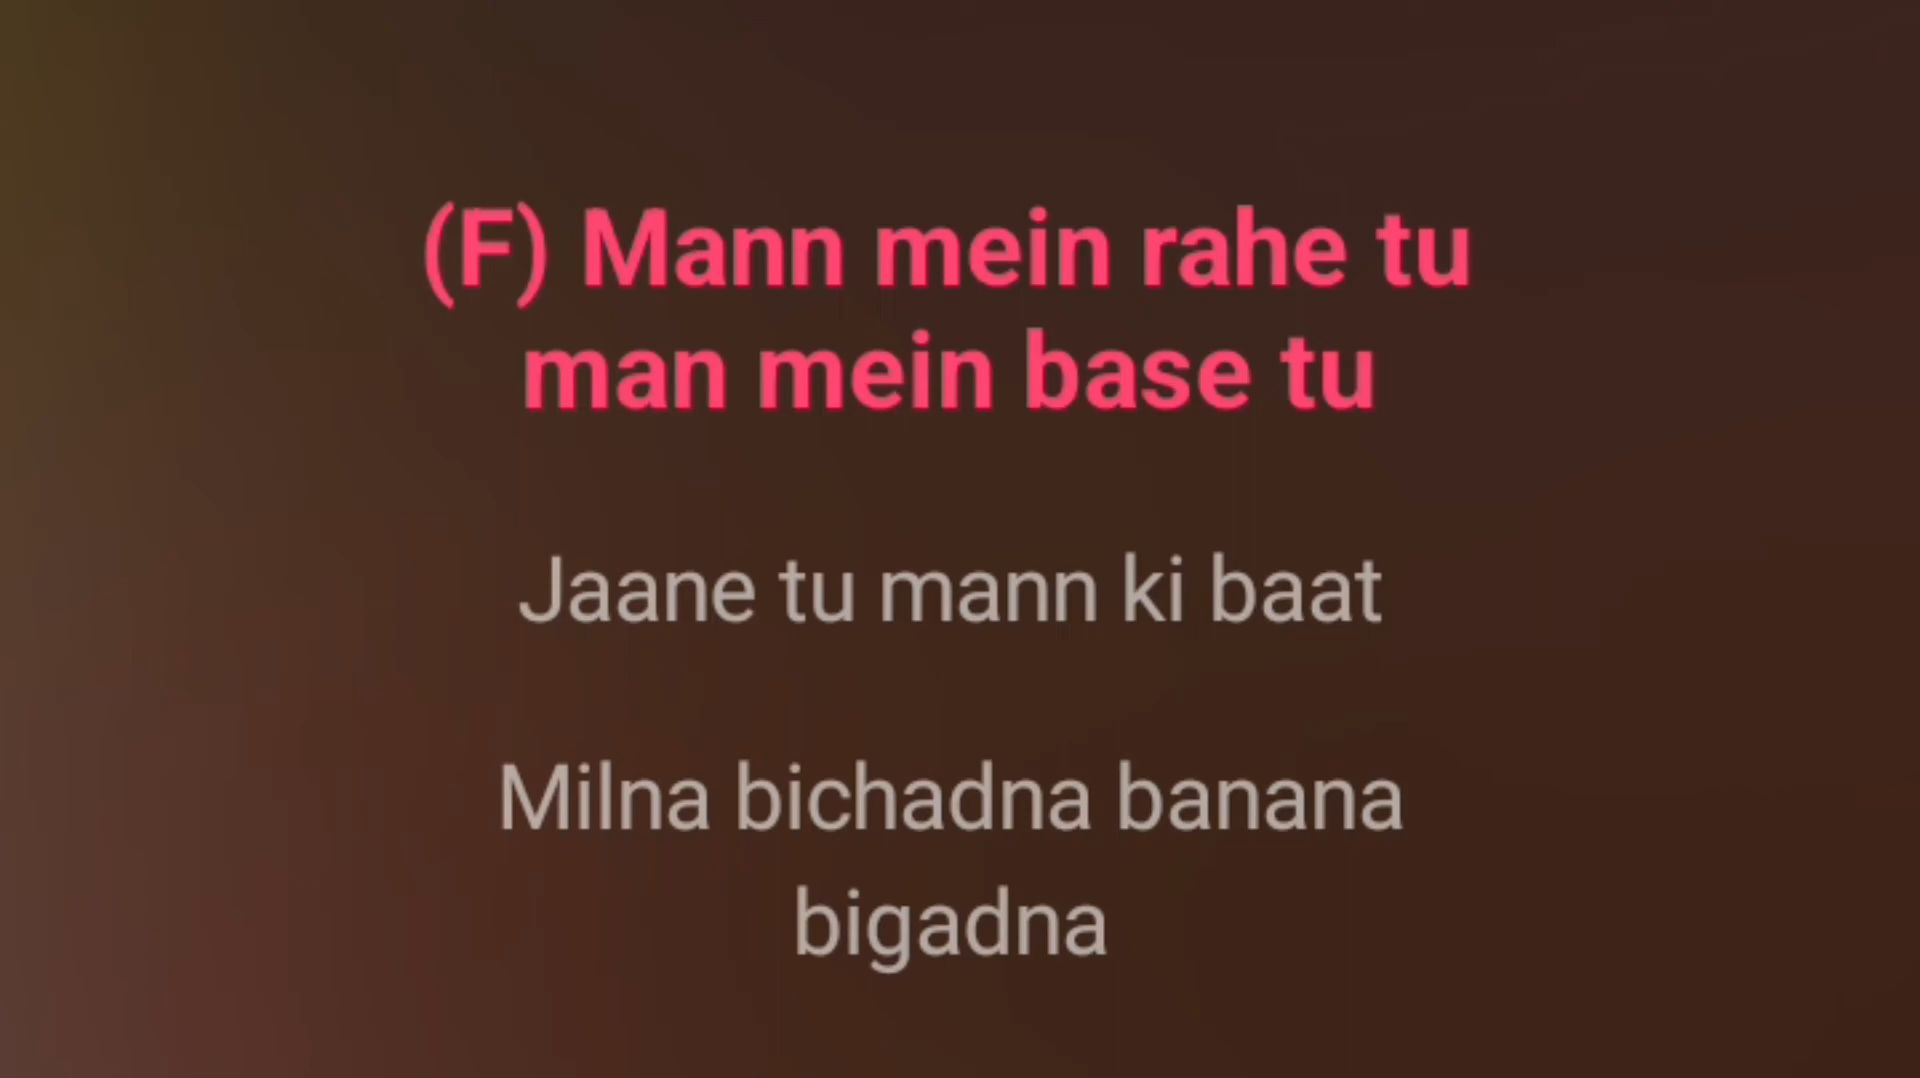 (F) Mann mein rahe tu
man mein base tu
Jaane tu mann ki baat
Milna bichadna banana
bigadna